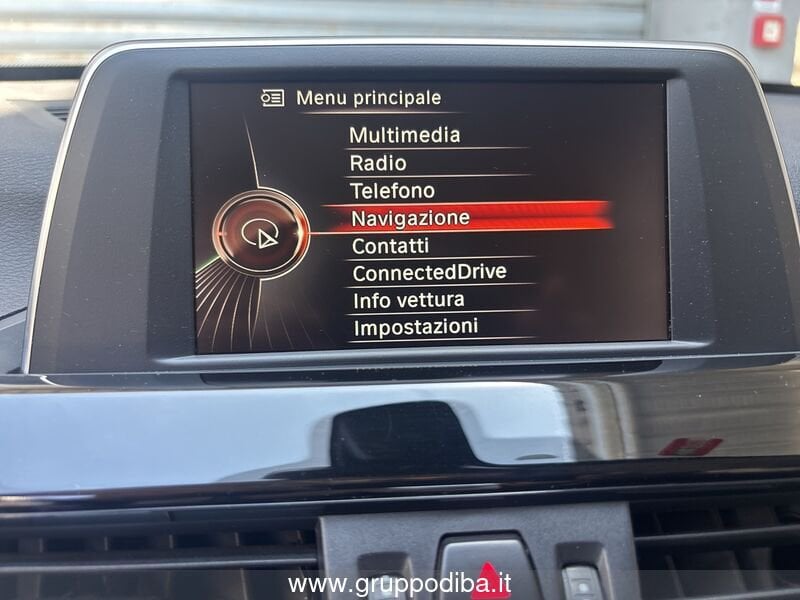 Menu principale
Multimedia
Radio
Telefono
Navigazione
Contatti
ConnectedDrive
Info vettura
Impostazioni
www.gruppodiba.it